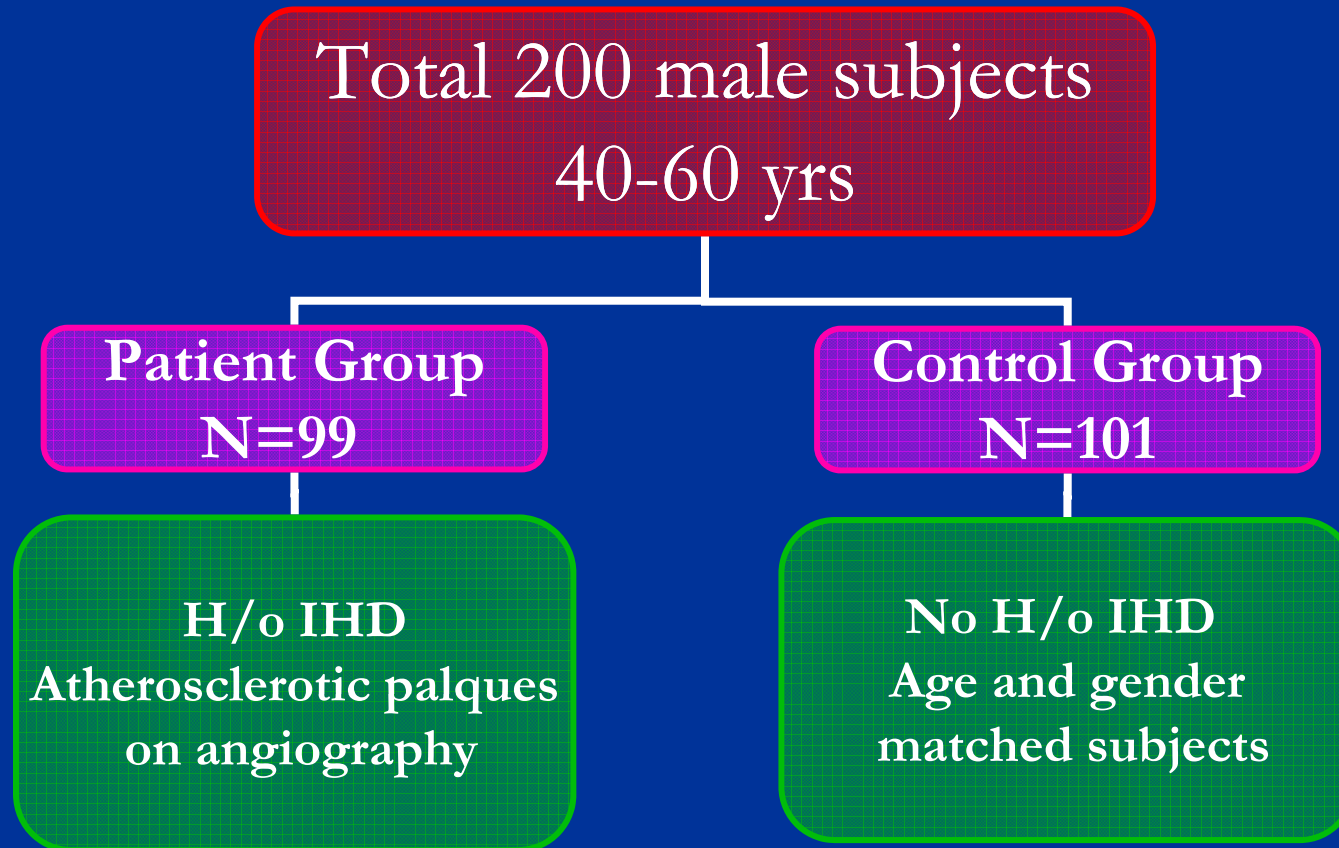 Total 200 male subjects
40-60 yrs
Patient Group
N=99
Control Group
N=101
H/o IHD
Atherosclerotic palques
on angiography
No H/o IHD
Age and gender
matched subjects